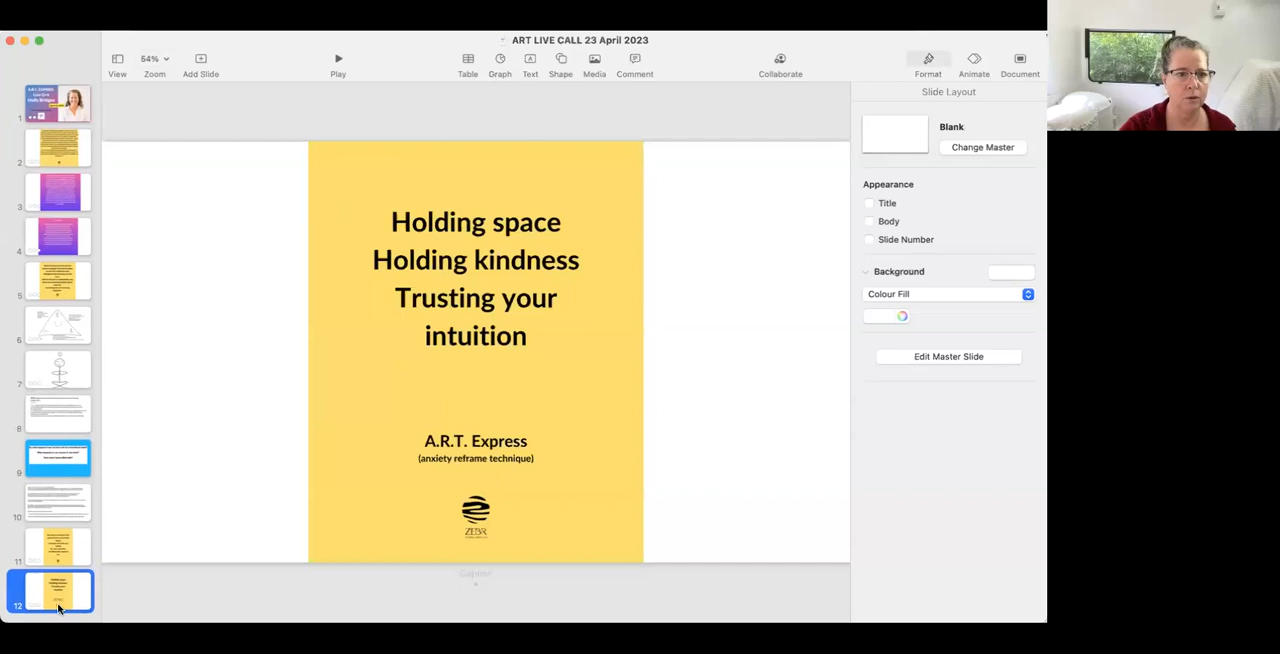 ART LIVE CALL 23 April 2023
54%
View
Zoom
Add Slide
Play
Table
Graph
Text
Shape
Media
Comment
Collaborate
Format
Animate
Document
Slide Layout
Blank
Change Master
Appearance
Title
Body
Slide Number
Background
Colour Fill
Edit Master Slide
Holding space
Holding kindness
Trusting your
intuition
A.R.T. Express
(anxiety reframe technique)
1
2
3
4
5
6
7
8
9
10
11
12